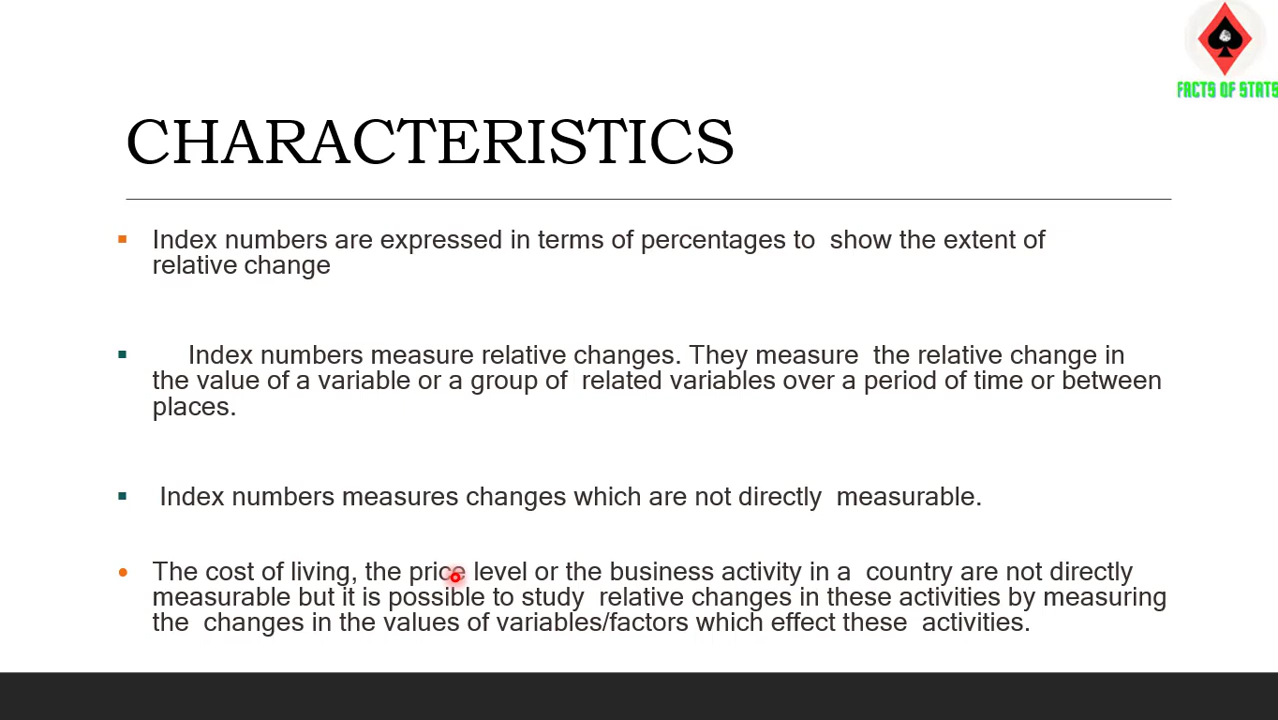 FACTS OF STATS
CHARACTERISTICS
Index numbers are expressed in terms of percentages to show the extent of
relative change
Index numbers measure relative changes. They measure the relative change in
the value of a variable or a group of related variables over a period of time or between
places.
Index numbers measures changes which are not directly measurable.
The cost of living, the price level or the business activity in a country are not directly
measurable but it is possible to study relative changes in these activities by measuring
the changes in the values of variables/factors which effect these activities.